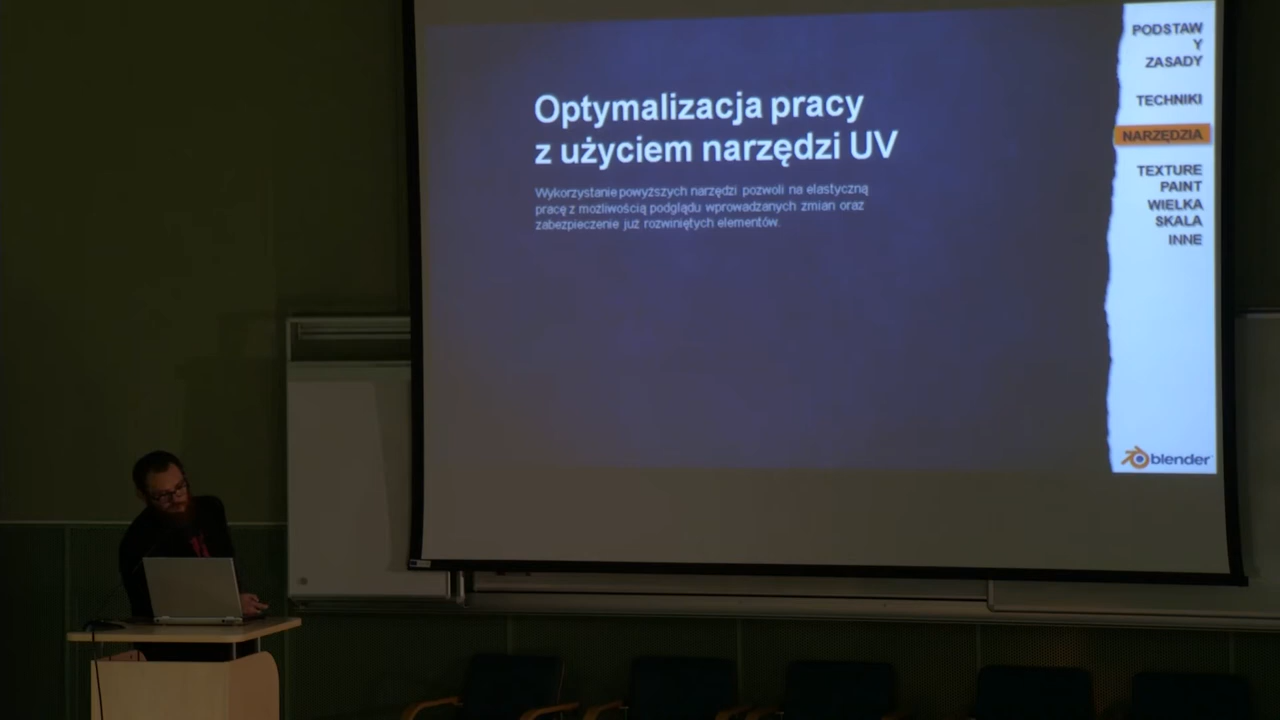 Optymalizacja pracy
z użyciem narzędzi UV
Wykorzystanie powyższych narzędzi pozwoli na elastyczną
pracę z możliwością podglądu wprowadzanych zmian oraz
zabezpieczenie już rozwiniętych elementów.
PODSTAW
Y
ZASADY
TECHNIKI
NARZĘDZIA
TEXTURE
PAINT
WIELKA
SKALA
INNE
blender